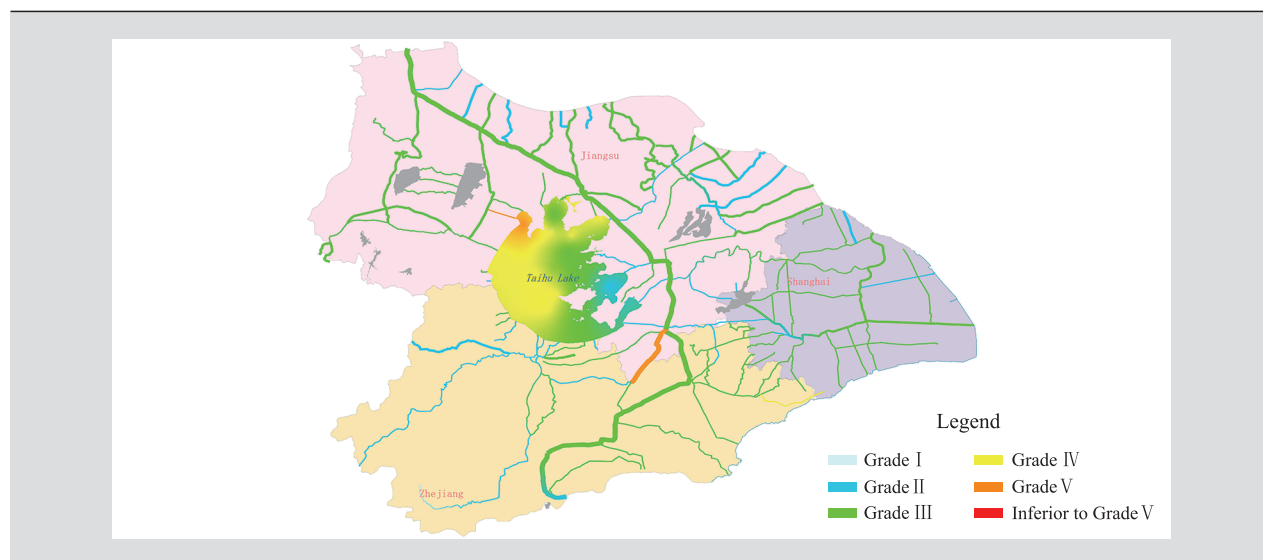 Jiangsu
Taihu Lake
Shanghai
Zhejiang
Legend
Grade Ⅰ
Grade Ⅱ
Grade Ⅲ
Grade Ⅳ
Grade Ⅴ
Inferior to Grade Ⅴ